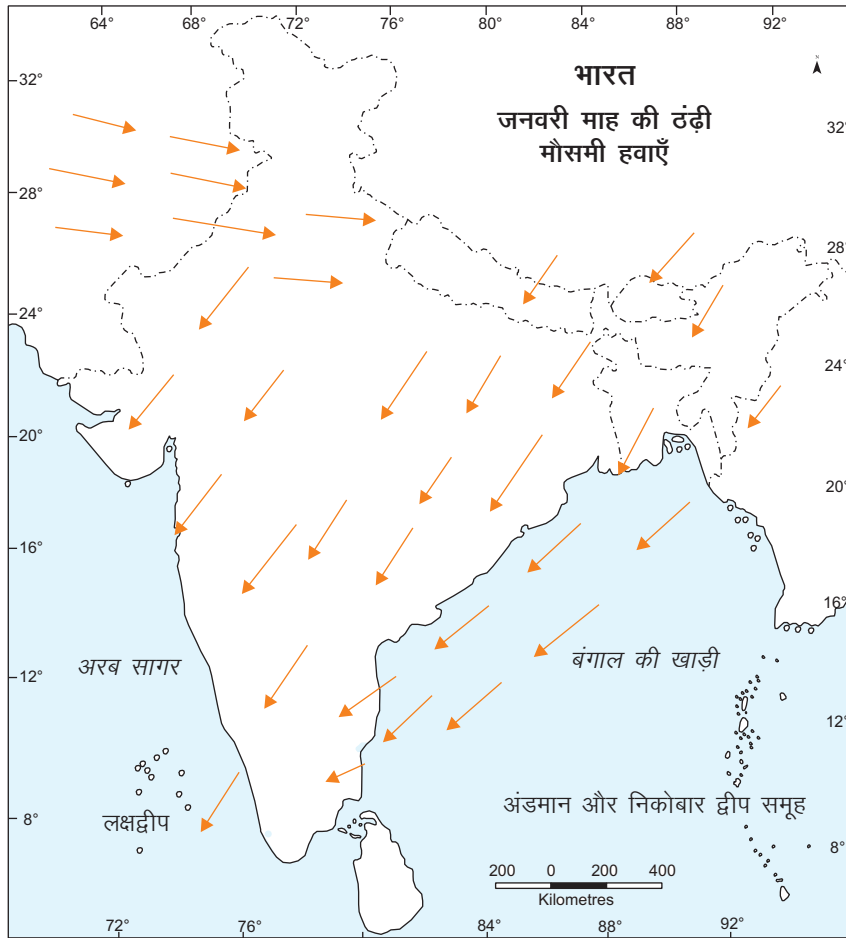 64° 68° 72° 76° 80° 84° 88° 92°
N
भारत
जनवरी माह की ठंढ़ी
मौसमी हवाएँ
32°
32°
28°
28°
24°
24°
20°
20°
16°
16°
अरब सागर
बंगाल की खाड़ी
12°
12°
अंडमान और निकोबार द्वीप समूह
लक्षद्वीप
8°
8°
200 0 200 400
Kilometres
72° 76° 84° 88° 92°